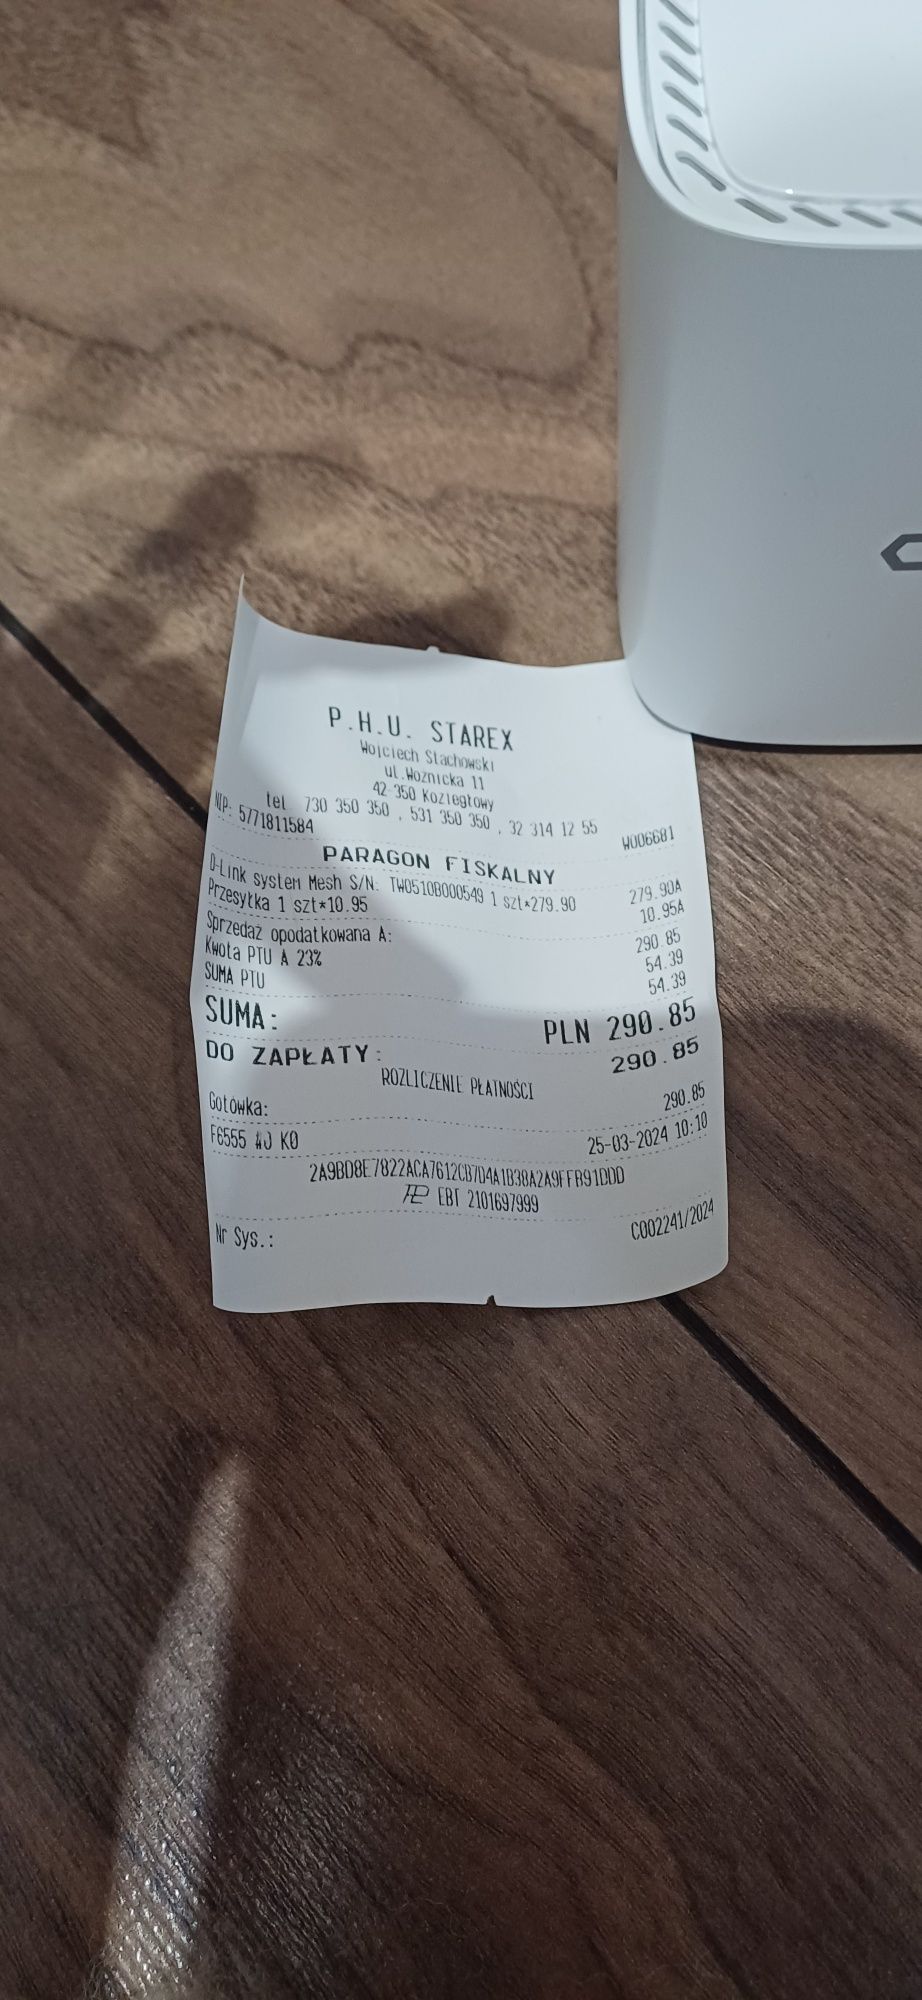 P.H.U. STAREX
Wojciech Stachowski
ul.Woźnicka 11
42-350 Koziegłowy
tel. 730 350 350 , 531 350 350 , 32 314 12 55
NIP: 5771811584 W006681
PARAGON FISKALNY
D-Link system Mesh S/N: TW0510B000549 1 szt*279.90 279.90A
Przesyłka 1 szt*10.95 10.95A
Sprzedaż opodatkowana A: 290.85
Kwota PTU A 23% 54.39
SUMA PTU 54.39
SUMA: PLN 290.85
DO ZAPŁATY: 290.85
ROZLICZENIE PŁATNOŚCI
Gotówka: 290.85
F6555 #J KO 25-03-2024 10:10
2A9BD8E7822ACA7612CB7D4A1B38A2A9FFB91DDD
EBT 2101697999
Nr Sys.: C002241/2024